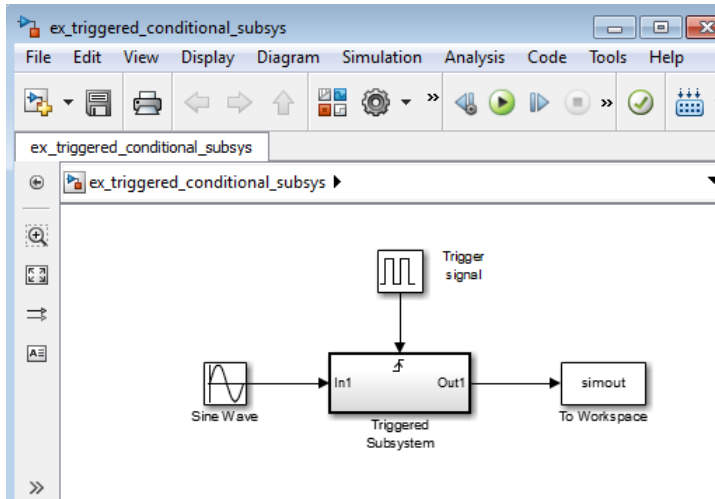 ex_triggered_conditional_subsys
File Edit View Display Diagram Simulation Analysis Code Tools Help
ex_triggered_conditional_subsys
ex_triggered_conditional_subsys
Trigger
signal
In1
Out1
simout
Sine Wave
Triggered
Subsystem
To Workspace